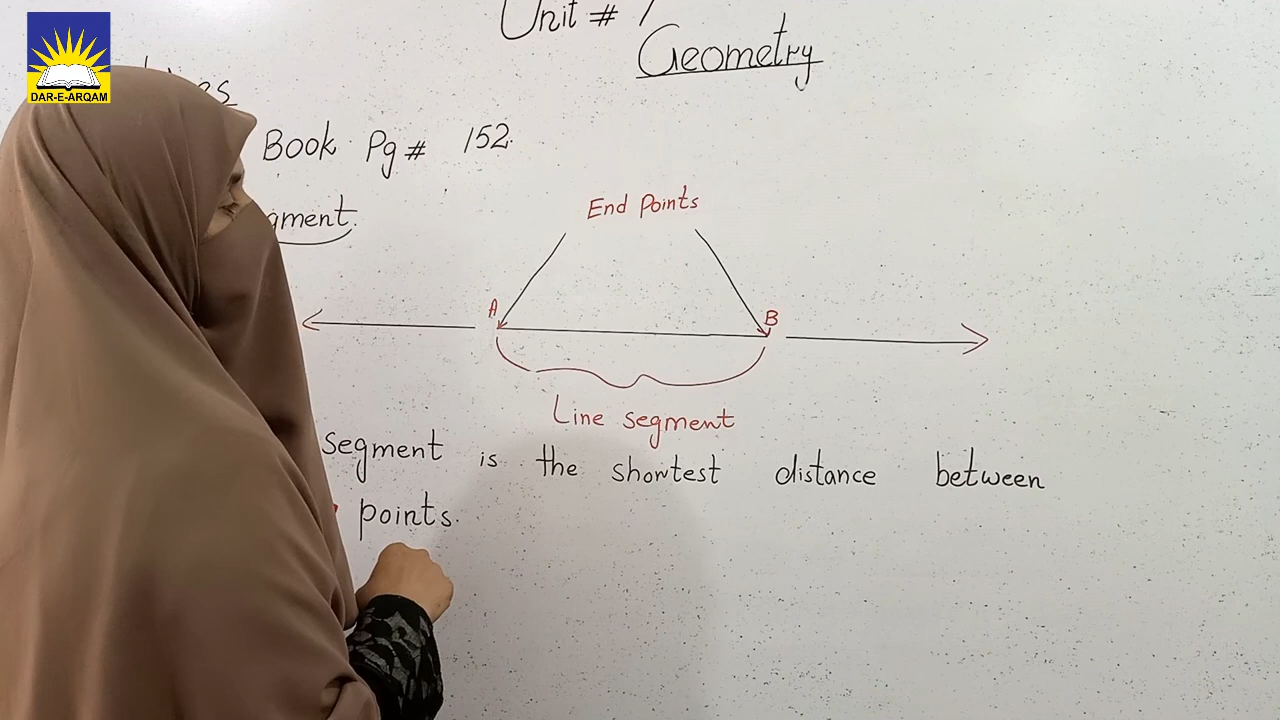 DAR-E-ARQAM
Unit #
Geometry
Book Pg # 152.
End Points
A
B
Line segment
segment is the shortest distance between
points.